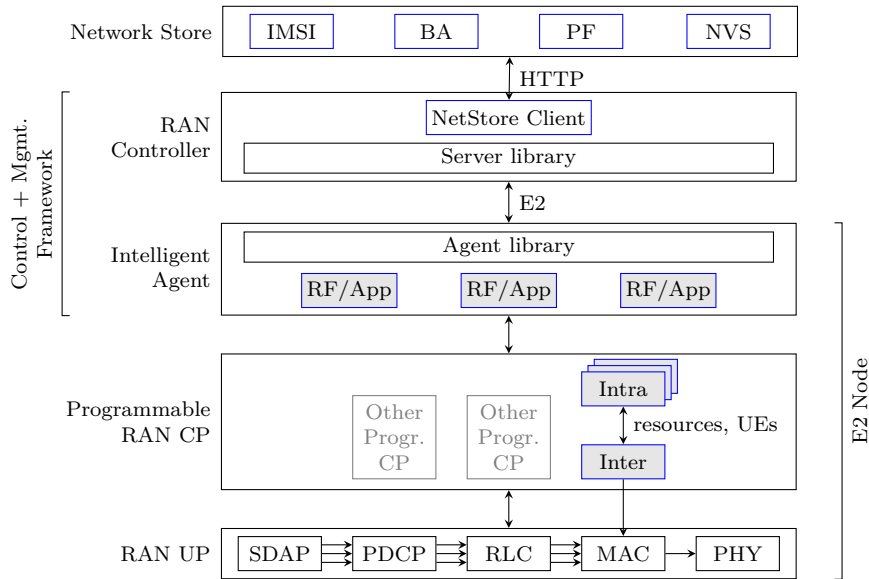 Network Store
IMSI
BA
PF
NVS
HTTP
Control + Mgmt.
Framework
RAN
Controller
NetStore Client
Server library
E2
Intelligent
Agent
Agent library
RF/App
RF/App
RF/App
E2 Node
Programmable
RAN CP
Other
Progr.
CP
Other
Progr.
CP
Intra
resources, UEs
Inter
RAN UP
SDAP
PDCP
RLC
MAC
PHY